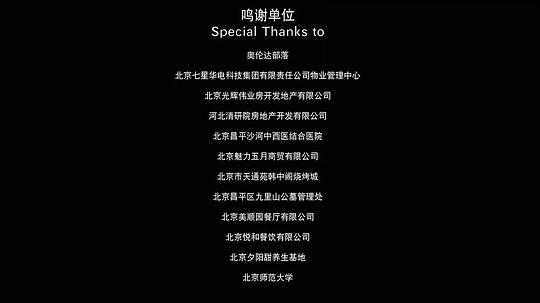 鸣谢单位
Special Thanks to
奥伦达部落
北京七星华电科技集团有限责任公司物业管理中心
北京光辉伟业房开发地产有限公司
河北清研院房地产开发有限公司
北京昌平沙河中西医结合医院
北京魅力五月商贸有限公司
北京市天通苑韩中阁烧烤城
北京昌平区九里山公墓管理处
北京美顺园餐厅有限公司
北京悦和餐饮有限公司
北京夕阳甜养生基地
北京师范大学